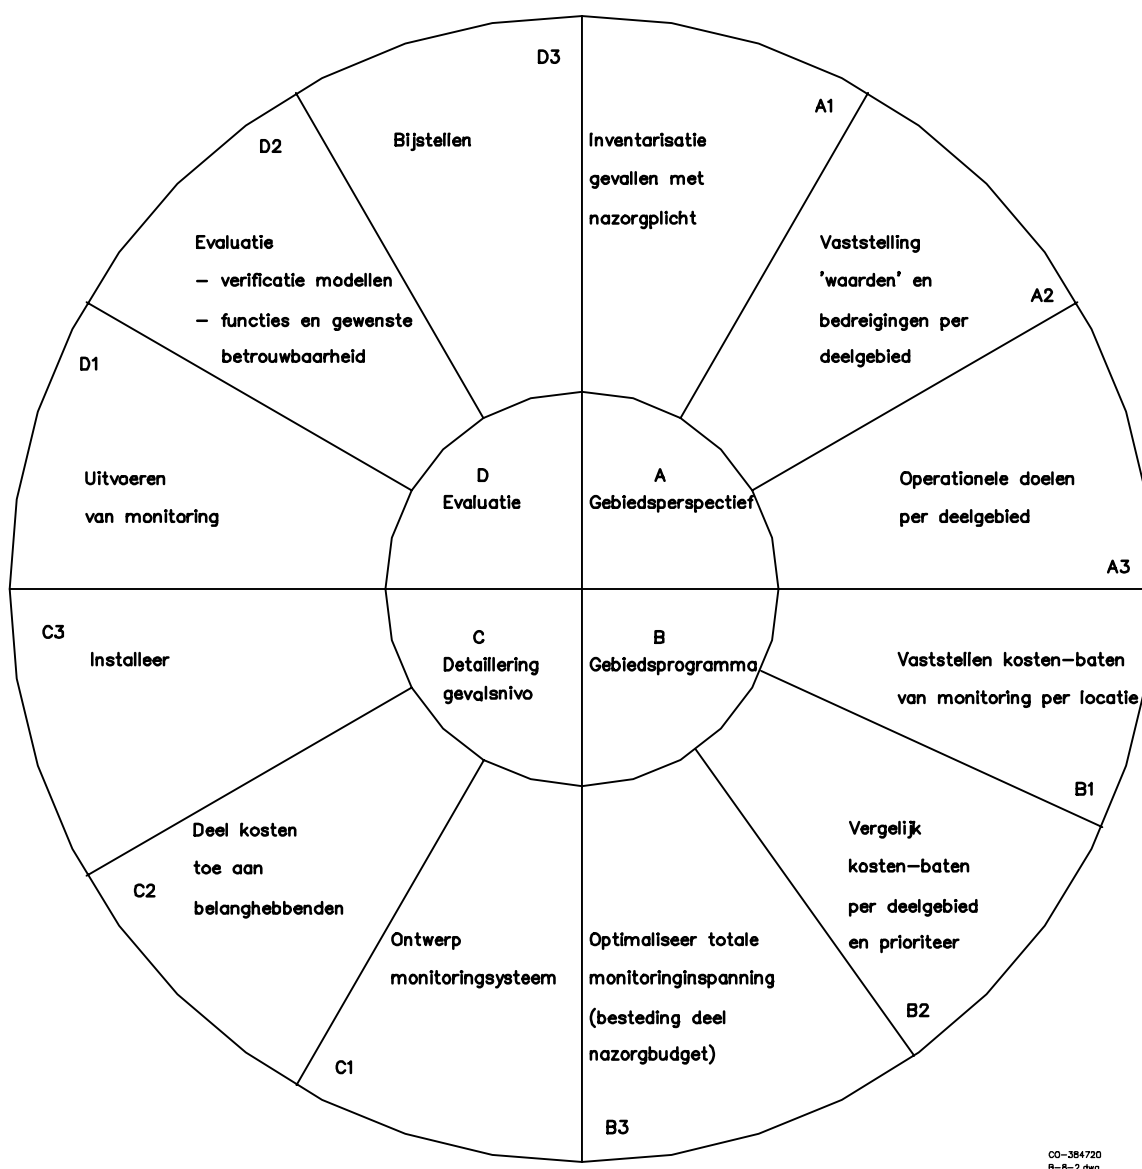 D3
A1
Inventarisatie
gevallen met
nazorgplicht
Vaststelling
'waarden' en
bedreigingen per
deelgebied
A2
Operationele doelen
per deelgebied
A3
A
Gebiedsperspectief
B
Gebiedsprogramma
Vaststellen kosten-baten
van monitoring per locatie
B1
Vergelijk
kosten-baten
per deelgebied
en prioriteer
B2
Optimaliseer totale
monitoringinspanning
(besteding deel
nazorgbudget)
B3
C
Detaillering
gevalsnivo
Ontwerp
monitoringsysteem
C1
Deel kosten
toe aan
belanghebbenden
C2
C3
Installeer
D
Evaluatie
D1
Uitvoeren
van monitoring
D2
Evaluatie
- verificatie modellen
- functies en gewenste
betrouwbaarheid
Bijstellen
CO-384720